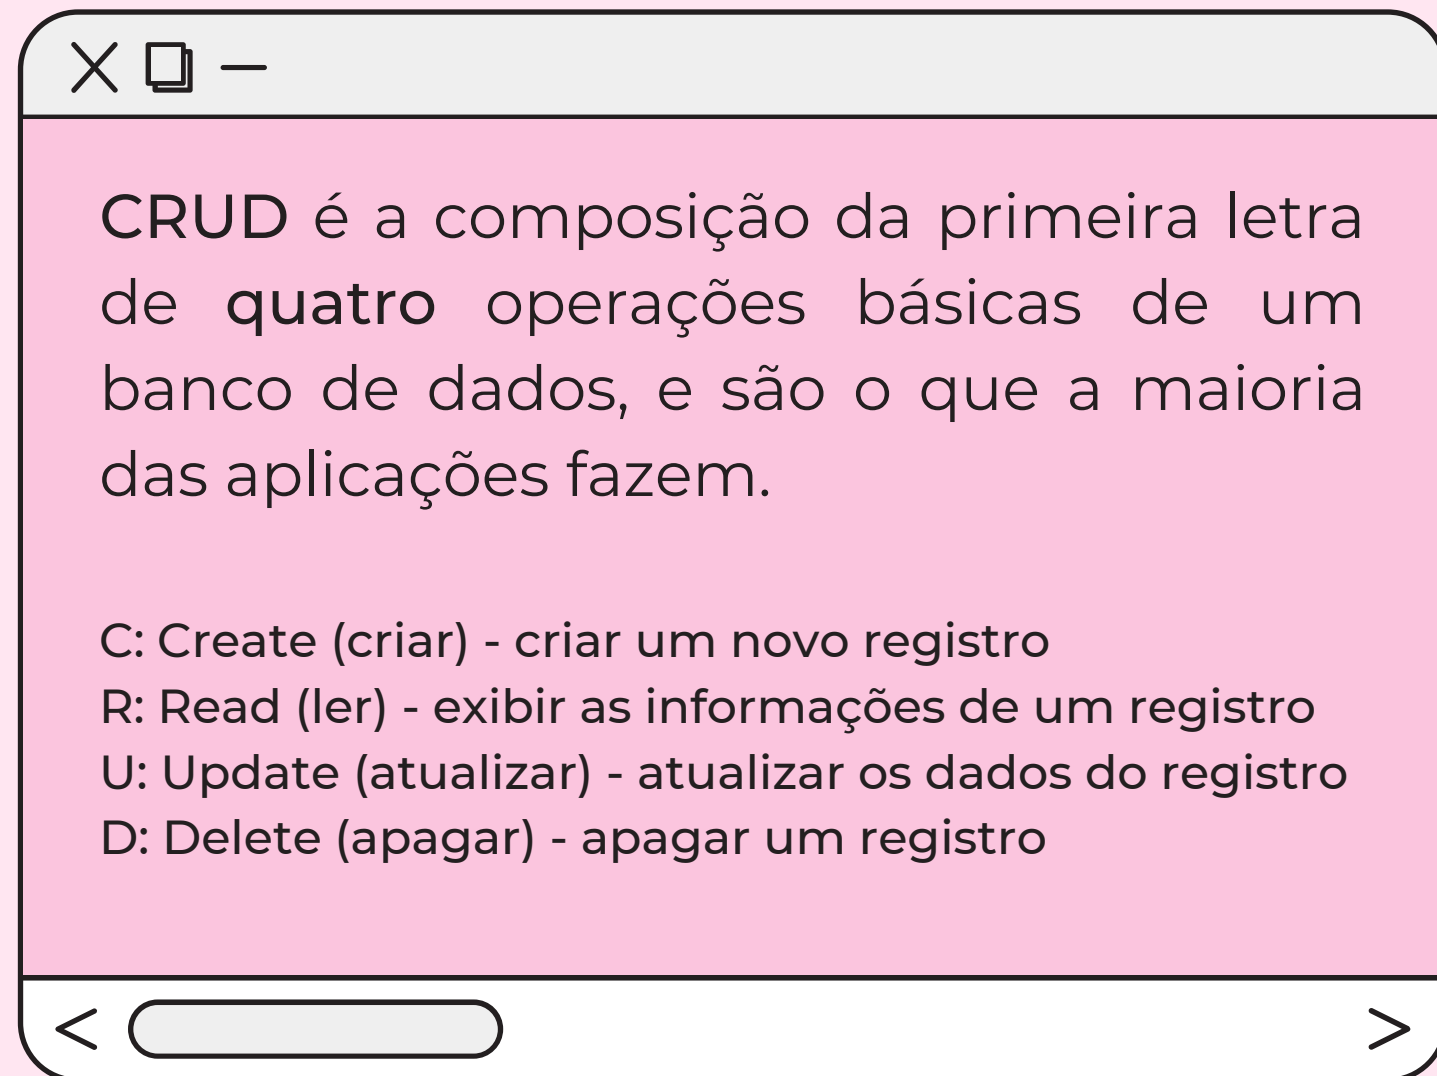 CRUD é a composição da primeira letra
de quatro operações básicas de um
banco de dados, e são o que a maioria
das aplicações fazem.
C: Create (criar) - criar um novo registro
R: Read (ler) - exibir as informações de um registro
U: Update (atualizar) - atualizar os dados do registro
D: Delete (apagar) - apagar um registro